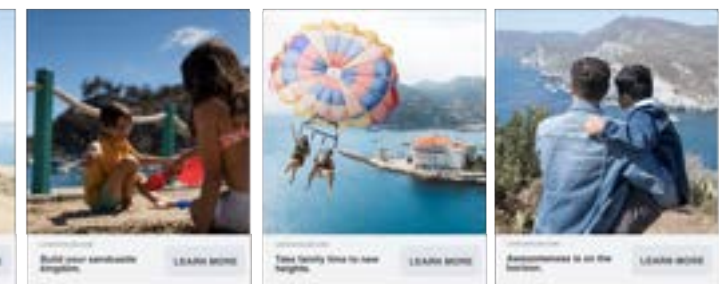 Build your sandcastle
kingdom.
LEARN MORE
Take family time to new
heights.
LEARN MORE
Awesomeness is on the
horizon.
LEARN MORE